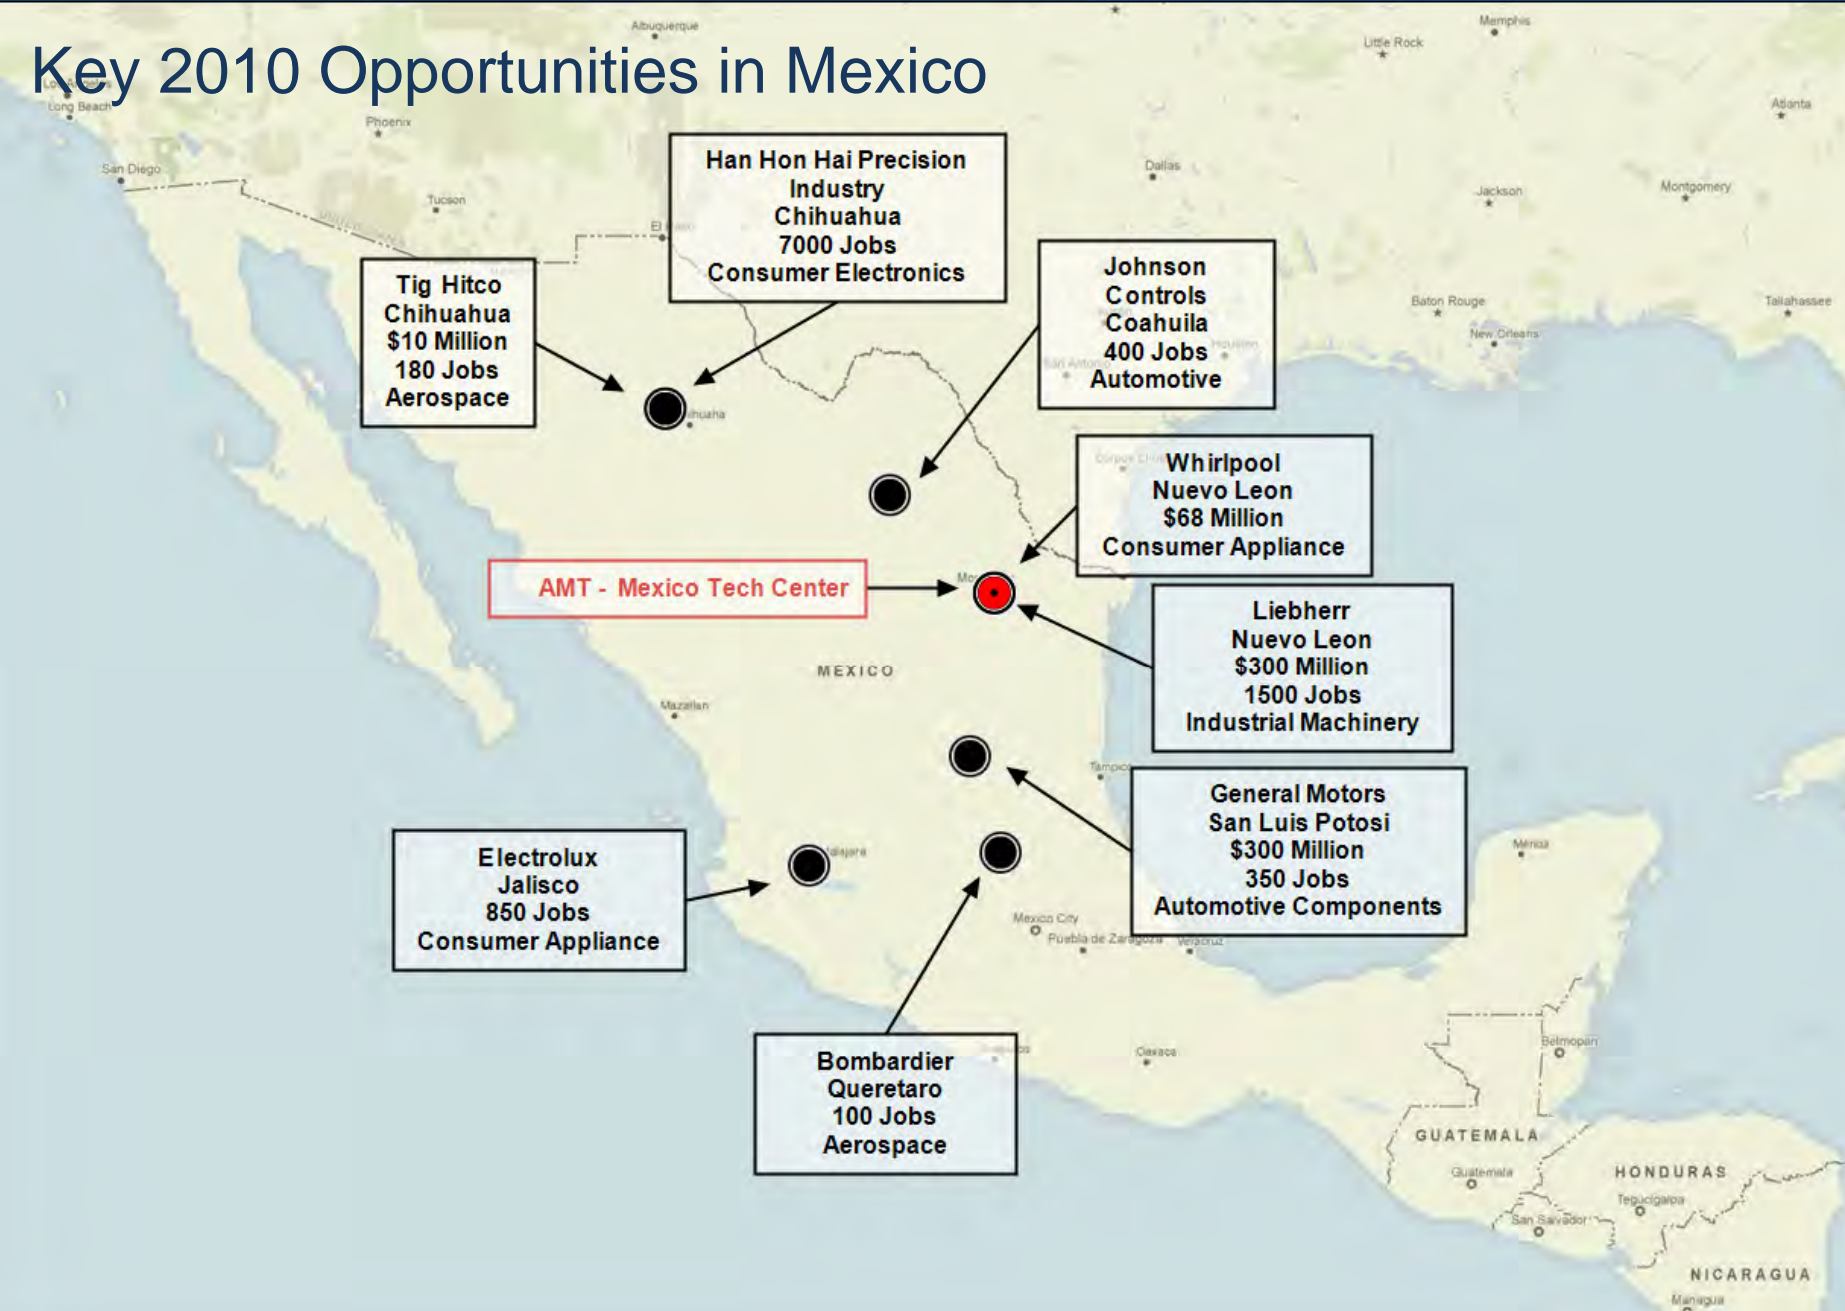 Key 2010 Opportunities in Mexico
Albuquerque
Memphis
Little Rock
Long Beach
Phoenix
Atlanta
San Diego
Tucson
Dallas
Jackson
Montgomery
Han Hon Hai Precision
Industry
Chihuahua
7000 Jobs
Consumer Electronics
Tig Hitco
Chihuahua
$10 Million
180 Jobs
Aerospace
Johnson
Controls
Coahuila
400 Jobs
Automotive
Houston
San Antonio
Baton Rouge
New Orleans
Tallahassee
Whirlpool
Nuevo Leon
$68 Million
Consumer Appliance
AMT - Mexico Tech Center
Liebherr
Nuevo Leon
$300 Million
1500 Jobs
Industrial Machinery
MEXICO
Mazatlan
Tampico
General Motors
San Luis Potosi
$300 Million
350 Jobs
Automotive Components
Electrolux
Jalisco
850 Jobs
Consumer Appliance
Mérida
Mexico City
Puebla de Zaragoza
Veracruz
Bombardier
Queretaro
100 Jobs
Aerospace
Oaxaca
Belmopan
GUATEMALA
Guatemala
HONDURAS
Tegucigalpa
San Salvador
NICARAGUA
Managua